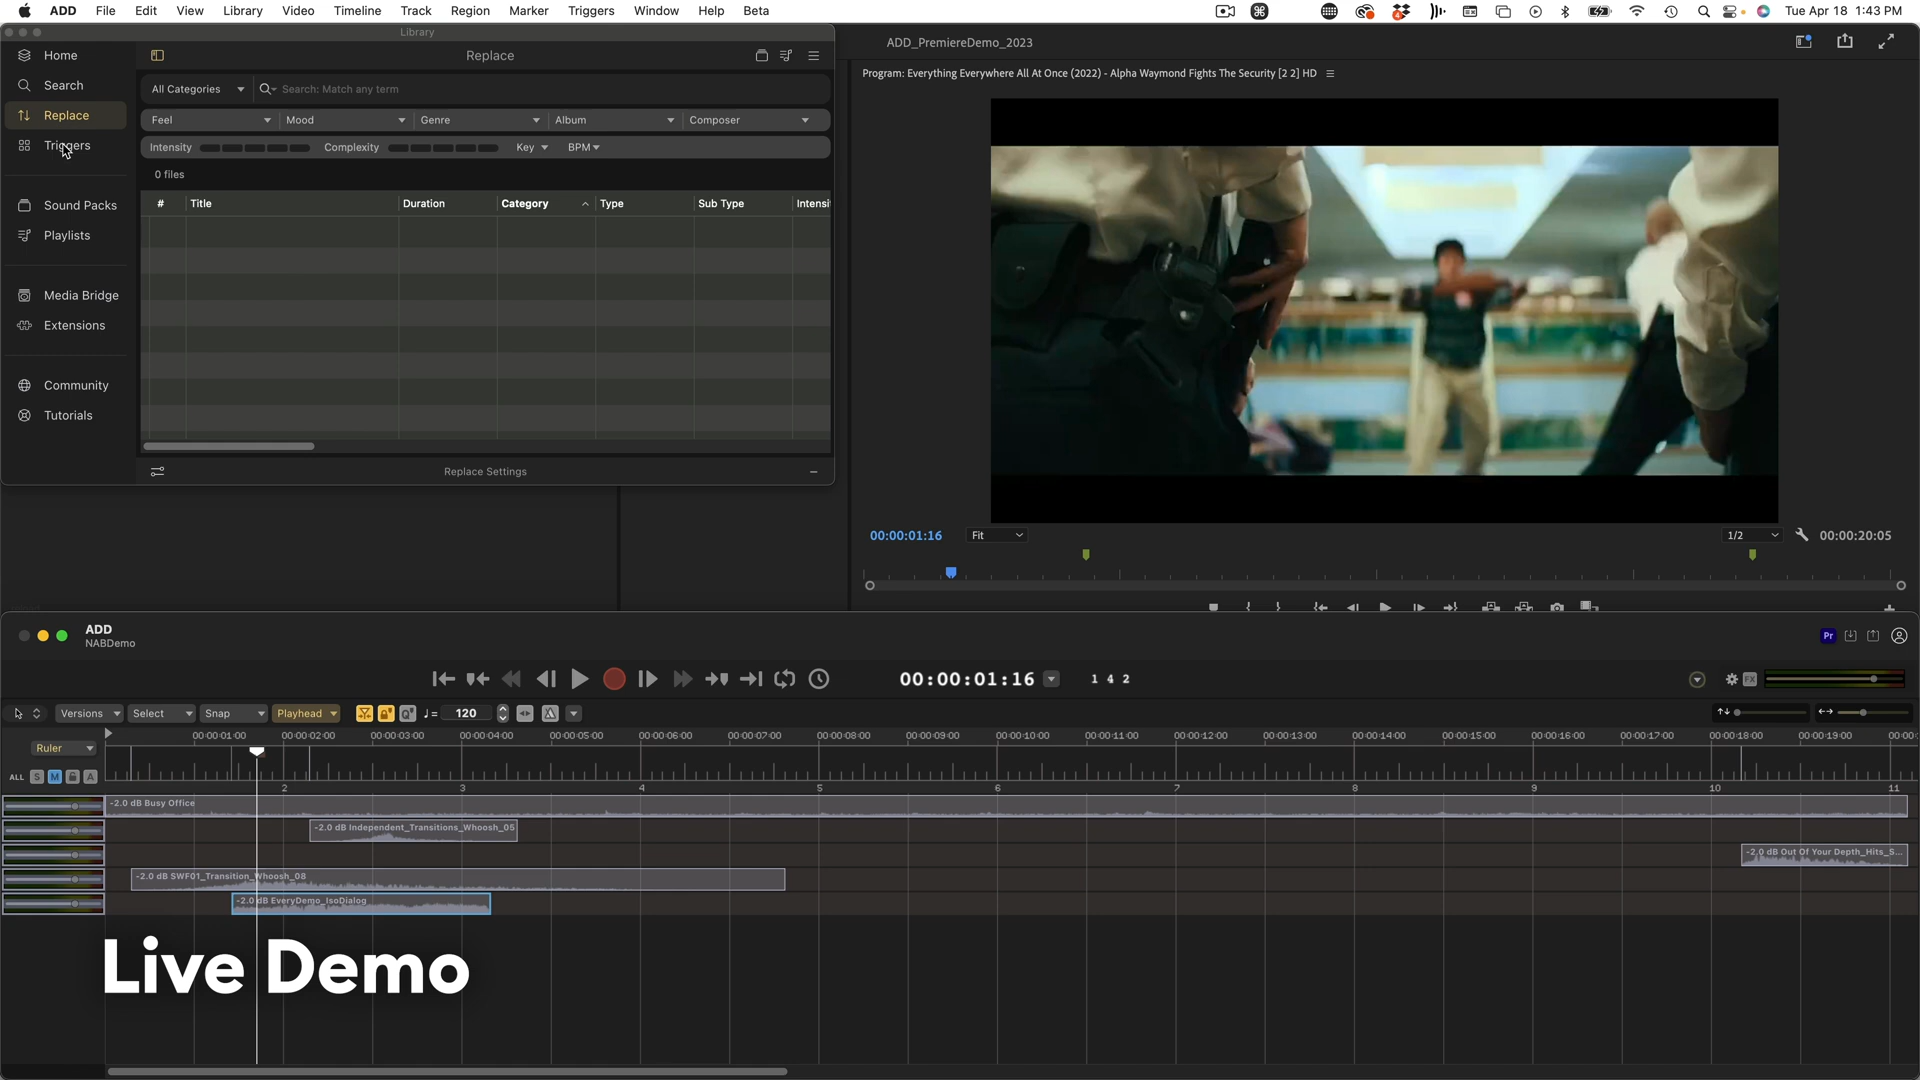 ADD File Edit View Library Video Timeline Track Region Marker Triggers Window Help Beta Tue Apr 18 1:43 PM
Library
Home
Search
Replace
Triggers
Sound Packs
Playlists
Media Bridge
Extensions
Community
Tutorials
Replace
All Categories Search: Match any term
Feel Mood Genre Album Composer
Intensity Complexity Key BPM
0 files
# Title Duration Category Type Sub Type Intensi
Replace Settings
ADD_PremiereDemo_2023
Program: Everything Everywhere All At Once (2022) - Alpha Waymond Fights The Security [2 2] HD
00:00:01:16 Fit 1/2 00:00:20:05
ADD
NABDemo
Pr
00:00:01:16 1 4 2
FX
Versions Select Snap Playhead 120
Ruler
00:00:01:00 00:00:02:00 00:00:03:00 00:00:04:00 00:00:05:00 00:00:06:00 00:00:07:00 00:00:08:00 00:00:09:00 00:00:10:00 00:00:11:00 00:00:12:00 00:00:13:00 00:00:14:00 00:00:15:00 00:00:16:00 00:00:17:00 00:00:18:00 00:00:19:00 00:00:
ALL S M A
2 3 4 5 6 7 8 9 10 11
-2.0 dB Busy Office
-2.0 dB Independent_Transitions_Whoosh_05
-2.0 dB Out Of Your Depth_Hits_S...
-2.0 dB SWF01_Transition_Whoosh_08
-2.0 dB EveryDemo_IsoDialog
Live Demo